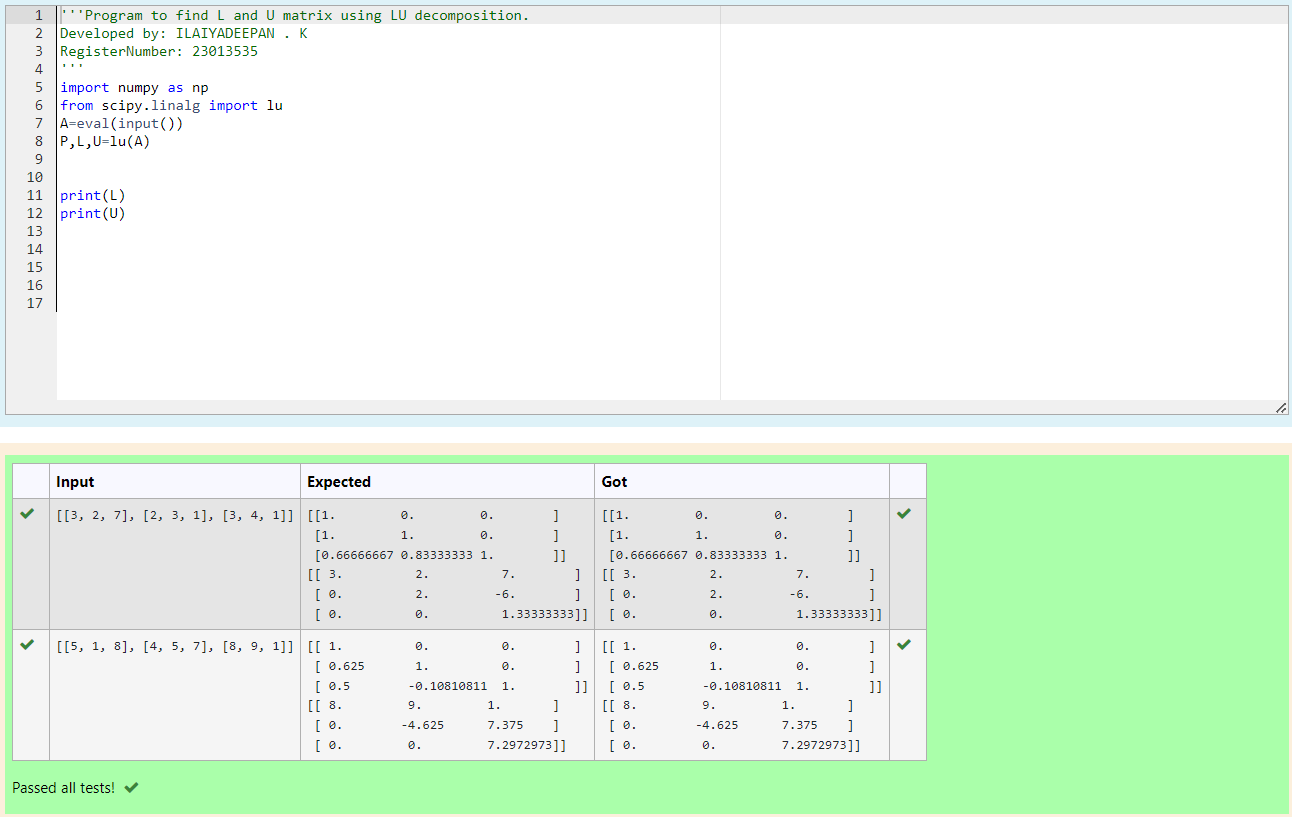 1 '''Program to find L and U matrix using LU decomposition.
2 Developed by: ILAIYADEEPAN . K
3 RegisterNumber: 23013535
4 '''
5 import numpy as np
6 from scipy.linalg import lu
7 A=eval(input())
8 P,L,U=lu(A)
9
10
11 print(L)
12 print(U)
13
14
15
16
17
Input Expected Got
[[3, 2, 7], [2, 3, 1], [3, 4, 1]] [[1. 0. 0. ] [[1. 0. 0. ]
[1. 1. 0. ] [1. 1. 0. ]
[0.66666667 0.83333333 1. ]] [0.66666667 0.83333333 1. ]]
[[ 3. 2. 7. ] [[ 3. 2. 7. ]
[ 0. 2. -6. ] [ 0. 2. -6. ]
[ 0. 0. 1.33333333]] [ 0. 0. 1.33333333]]
[[5, 1, 8], [4, 5, 7], [8, 9, 1]] [[ 1. 0. 0. ] [[ 1. 0. 0. ]
[ 0.625 1. 0. ] [ 0.625 1. 0. ]
[ 0.5 -0.10810811 1. ]] [ 0.5 -0.10810811 1. ]]
[[ 8. 9. 1. ] [[ 8. 9. 1. ]
[ 0. -4.625 7.375 ] [ 0. -4.625 7.375 ]
[ 0. 0. 7.2972973]] [ 0. 0. 7.2972973]]
Passed all tests!